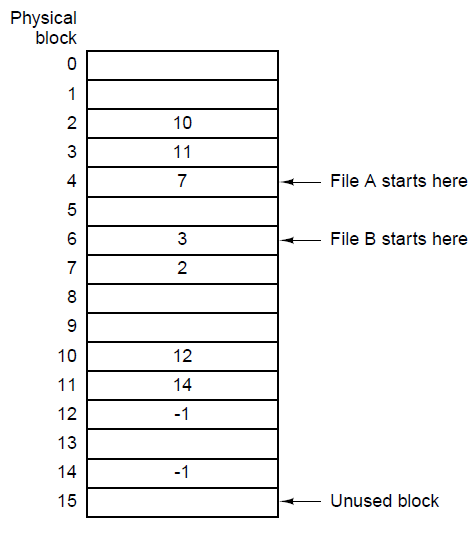 Physical
block
0
1
2 10
3 11
4 7 File A starts here
5
6 3 File B starts here
7 2
8
9
10 12
11 14
12 -1
13
14 -1
15 Unused block